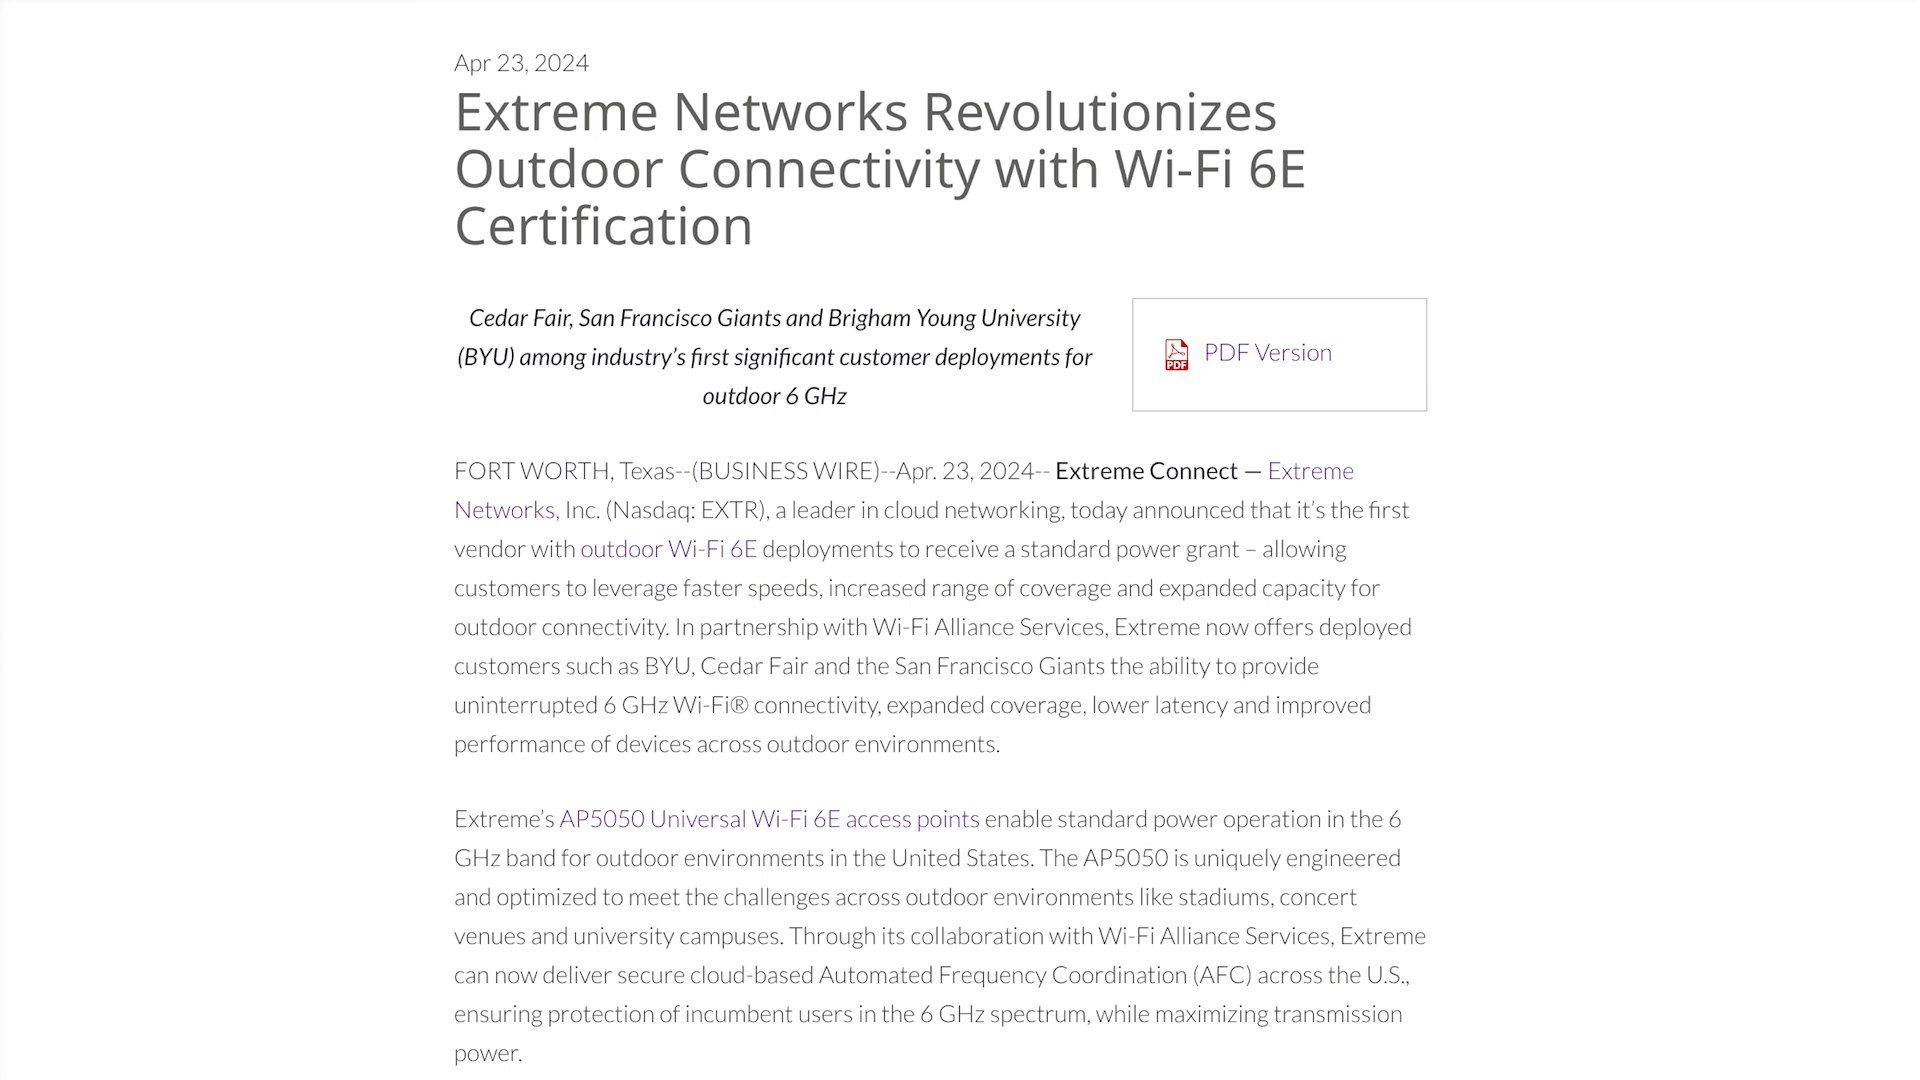 Apr 23, 2024
Extreme Networks Revolutionizes
Outdoor Connectivity with Wi-Fi 6E
Certification
Cedar Fair, San Francisco Giants and Brigham Young University
(BYU) among industry’s first significant customer deployments for
outdoor 6 GHz
PDF
PDF Version
FORT WORTH, Texas--(BUSINESS WIRE)--Apr. 23, 2024-- Extreme Connect — Extreme
Networks, Inc. (Nasdaq: EXTR), a leader in cloud networking, today announced that it’s the first
vendor with outdoor Wi-Fi 6E deployments to receive a standard power grant – allowing
customers to leverage faster speeds, increased range of coverage and expanded capacity for
outdoor connectivity. In partnership with Wi-Fi Alliance Services, Extreme now offers deployed
customers such as BYU, Cedar Fair and the San Francisco Giants the ability to provide
uninterrupted 6 GHz Wi-Fi® connectivity, expanded coverage, lower latency and improved
performance of devices across outdoor environments.
Extreme’s AP5050 Universal Wi-Fi 6E access points enable standard power operation in the 6
GHz band for outdoor environments in the United States. The AP5050 is uniquely engineered
and optimized to meet the challenges across outdoor environments like stadiums, concert
venues and university campuses. Through its collaboration with Wi-Fi Alliance Services, Extreme
can now deliver secure cloud-based Automated Frequency Coordination (AFC) across the U.S.,
ensuring protection of incumbent users in the 6 GHz spectrum, while maximizing transmission
power.